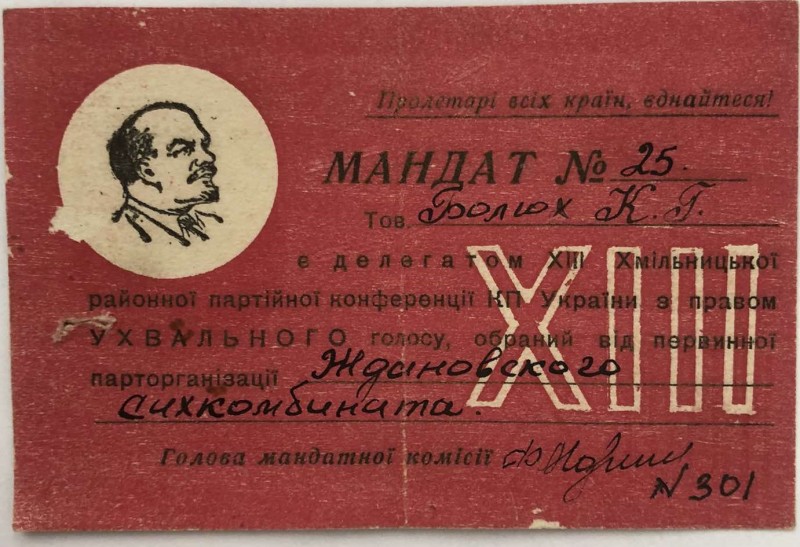 Пролетарі всіх країн, єднайтеся!
МАНДАТ № 25.
Тов. Болюх К. Г.
є делегатом XIII Хмільницької
районної партійної конференції КП України з правом
УХВАЛЬНОГО голосу, обраний від первинної
парторганізації Ждановского
сихкомбината.
Голова мандатної комісії
N 301
XIII